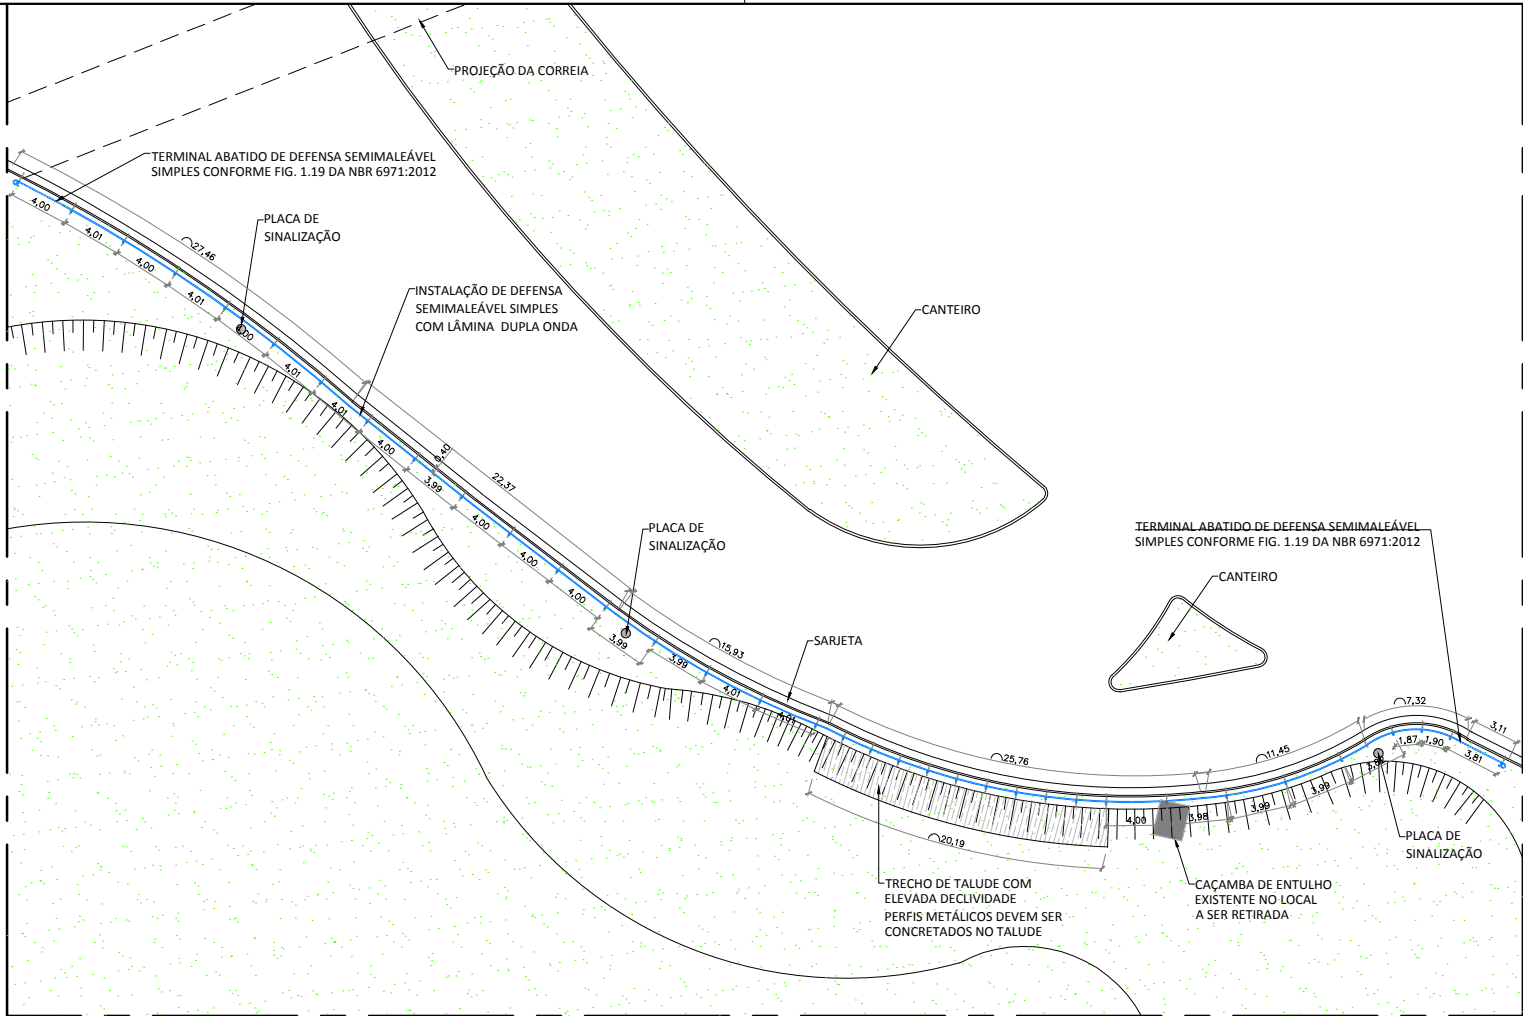 PROJEÇÃO DA CORREIA
TERMINAL ABATIDO DE DEFENSA SEMIMALEÁVEL
SIMPLES CONFORME FIG. 1.19 DA NBR 6971:2012
PLACA DE
SINALIZAÇÃO
INSTALAÇÃO DE DEFENSA
SEMIMALEÁVEL SIMPLES
COM LÂMINA DUPLA ONDA
CANTEIRO
4,00
4,01
4,00
4,01
4,01
4,01
4,00
3,99
4,00
4,00
4,00
3,99
3,99
4,01
4,01
27,46
0,40
22,37
PLACA DE
SINALIZAÇÃO
15,93
SARJETA
TERMINAL ABATIDO DE DEFENSA SEMIMALEÁVEL
SIMPLES CONFORME FIG. 1.19 DA NBR 6971:2012
CANTEIRO
25,76
11,45
7,32
3,11
1,87
1,90
3,81
20,19
4,00
3,98
3,99
3,99
PLACA DE
SINALIZAÇÃO
TRECHO DE TALUDE COM
ELEVADA DECLIVIDADE
PERFIS METÁLICOS DEVEM SER
CONCRETADOS NO TALUDE
CAÇAMBA DE ENTULHO
EXISTENTE NO LOCAL
A SER RETIRADA